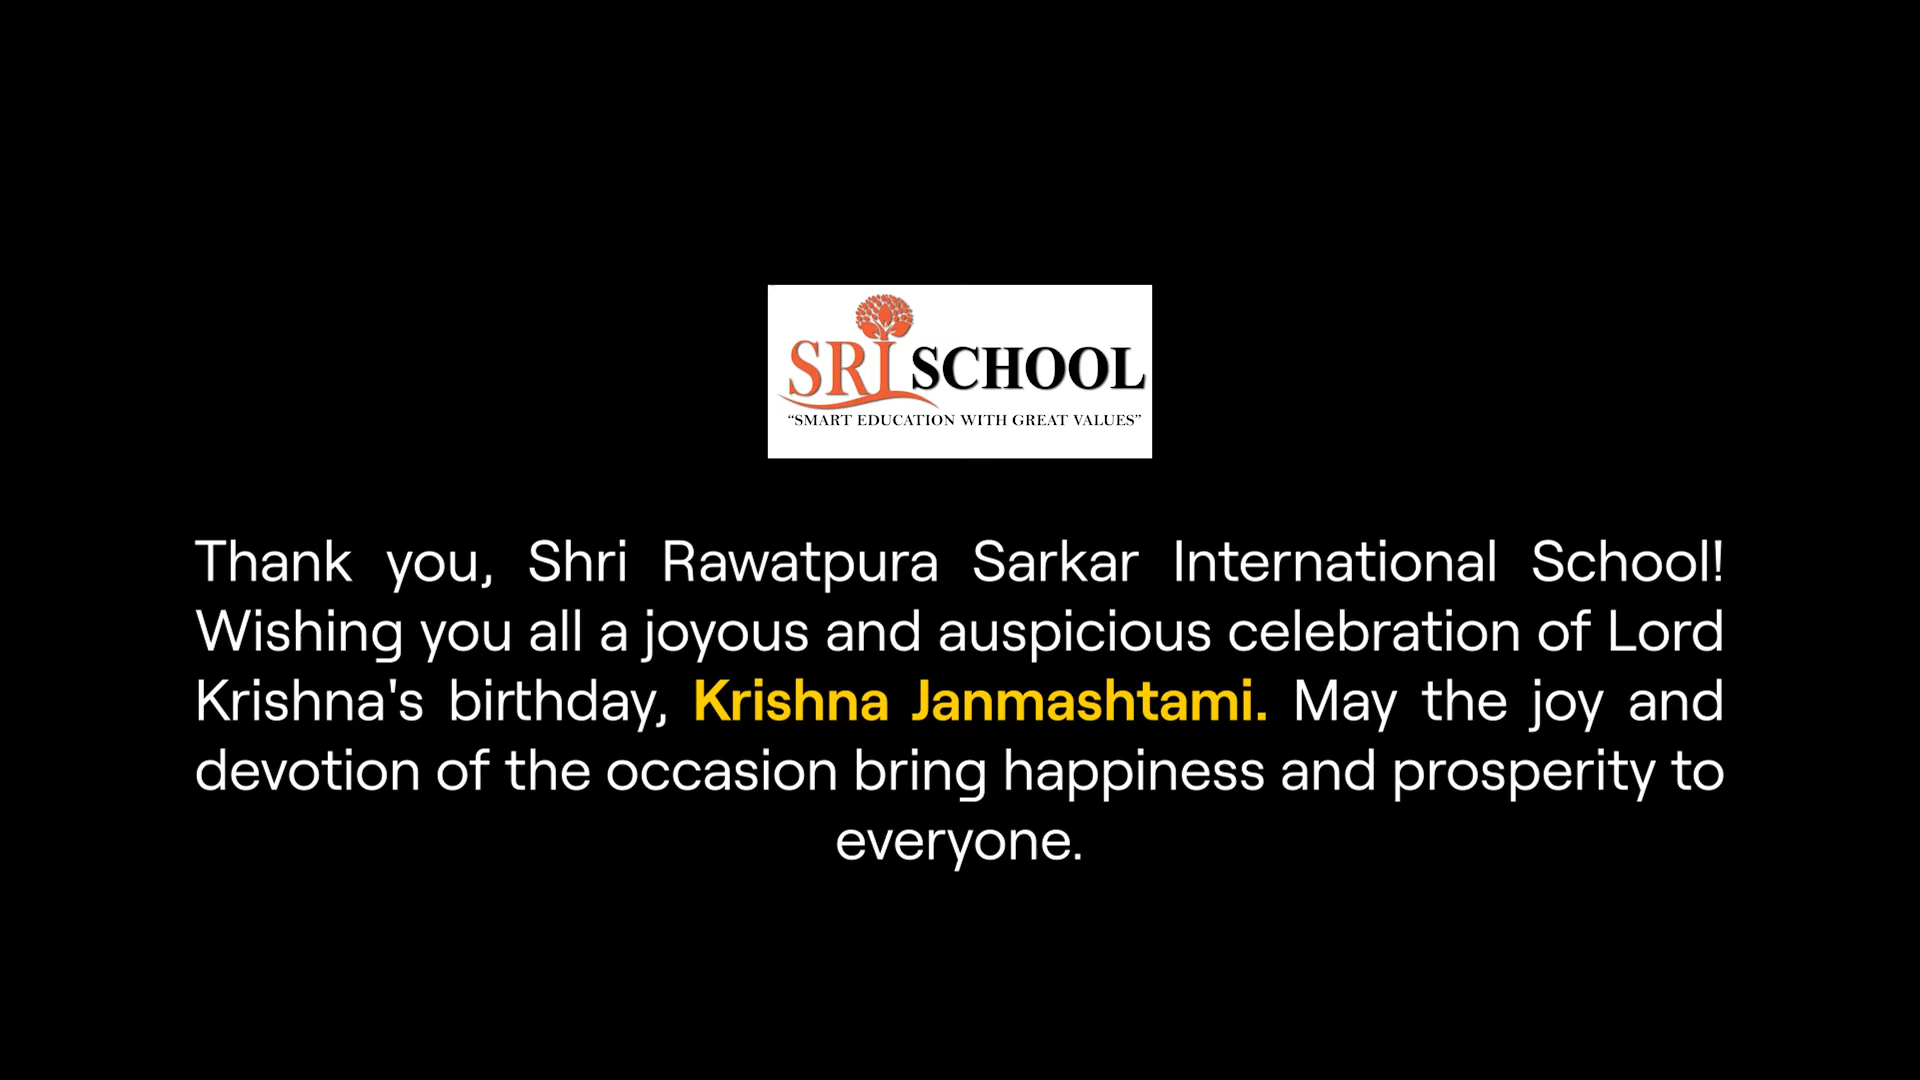 SRI SCHOOL
“SMART EDUCATION WITH GREAT VALUES”
Thank you, Shri Rawatpura Sarkar International School!
Wishing you all a joyous and auspicious celebration of Lord
Krishna's birthday, Krishna Janmashtami. May the joy and
devotion of the occasion bring happiness and prosperity to
everyone.